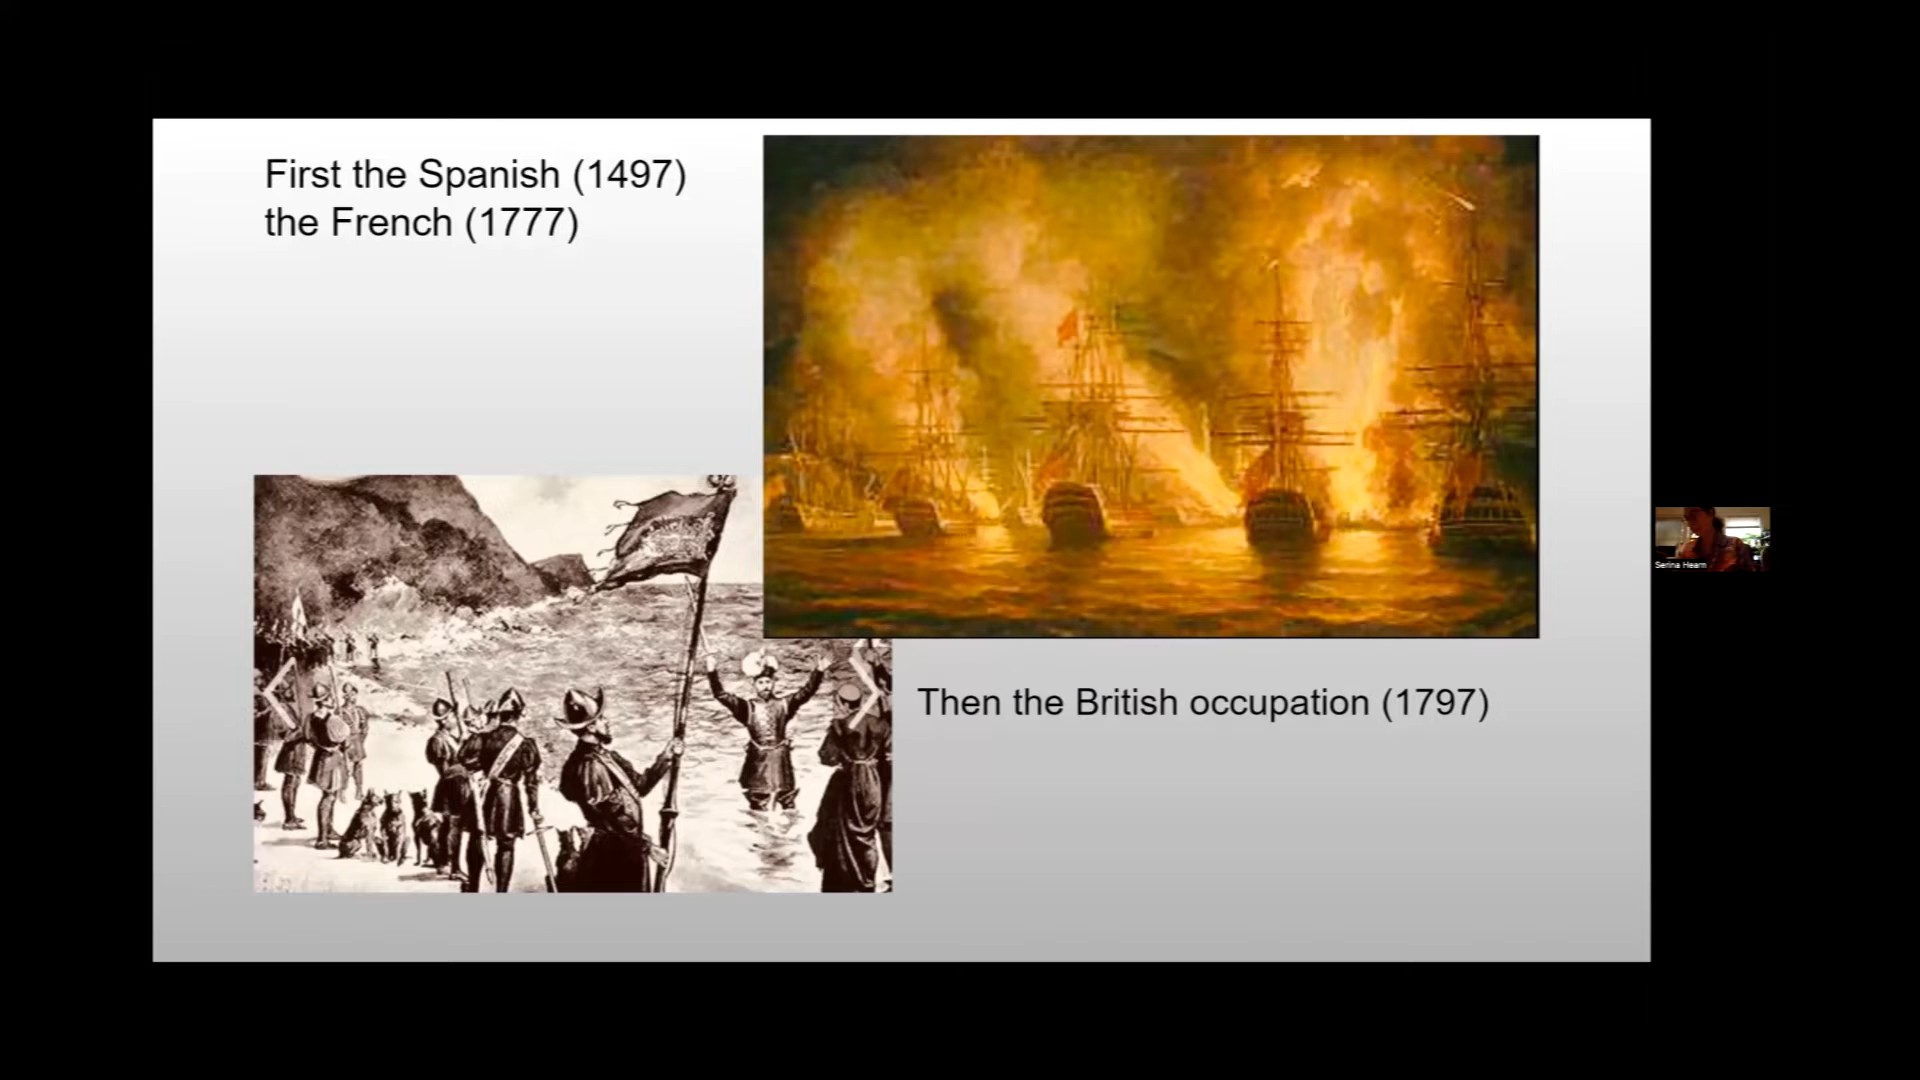 First the Spanish (1497)
the French (1777)
Then the British occupation (1797)
Serina Hearn